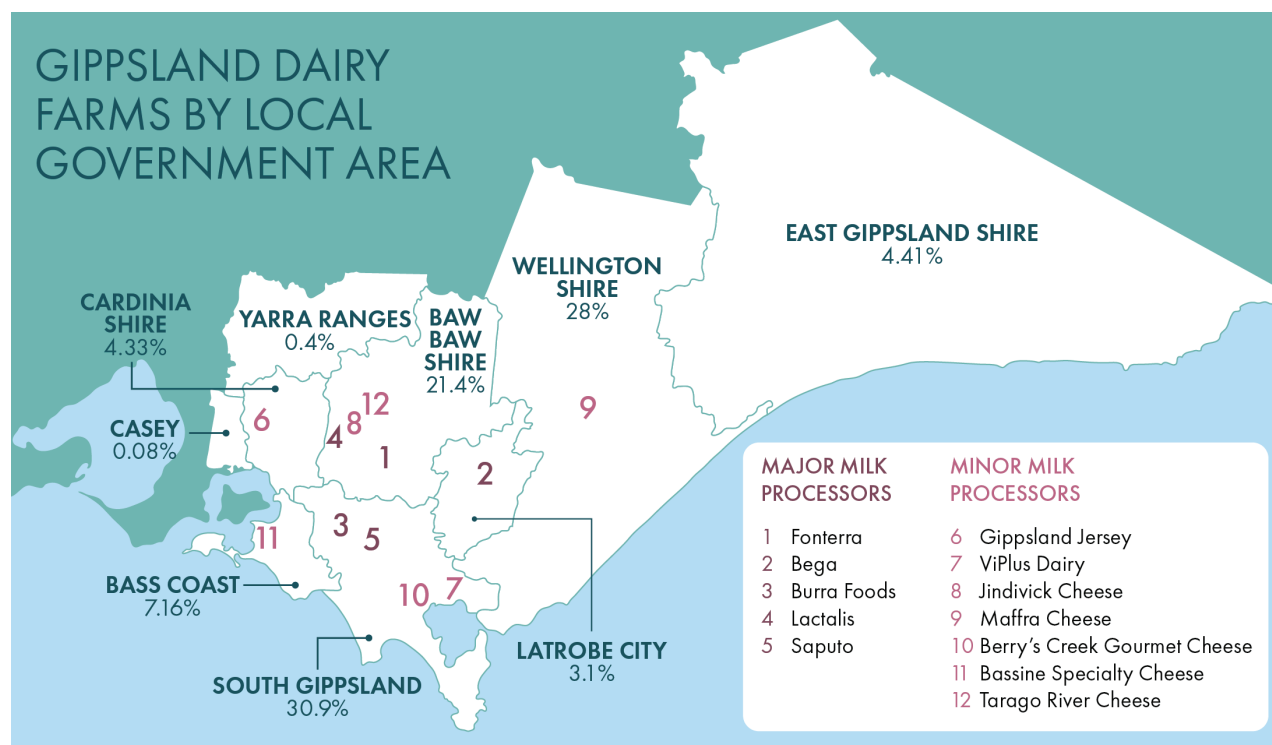 GIPPSLAND DAIRY
FARMS BY LOCAL
GOVERNMENT AREA
EAST GIPPSLAND SHIRE
4.41%
WELLINGTON
SHIRE
28%
CARDINIA
SHIRE
4.33%
YARRA RANGES
0.4%
BAW
BAW
SHIRE
21.4%
CASEY
0.08%
6
12
8
4
1
9
2
3
5
11
10
7
BASS COAST
7.16%
SOUTH GIPPSLAND
30.9%
LATROBE CITY
3.1%
MAJOR MILK
PROCESSORS
1 Fonterra
2 Bega
3 Burra Foods
4 Lactalis
5 Saputo
MINOR MILK
PROCESSORS
6 Gippsland Jersey
7 ViPlus Dairy
8 Jindivick Cheese
9 Maffra Cheese
10 Berry's Creek Gourmet Cheese
11 Bassine Specialty Cheese
12 Tarago River Cheese